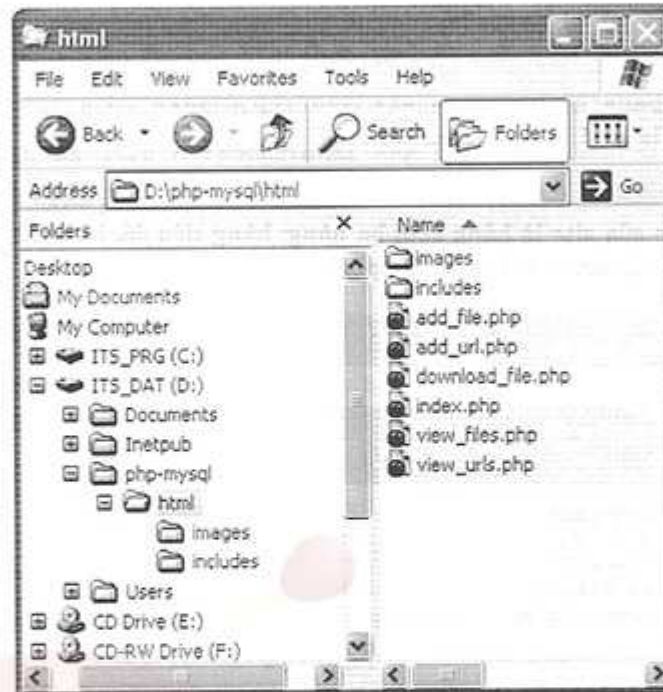 html
File Edit View Favorites Tools Help
Back Search Folders
Address D:\php-mysql\html Go
Folders
Desktop
My Documents
My Computer
ITS_PRG (C:)
ITS_DAT (D:)
Documents
Inetpub
php-mysql
html
images
includes
Users
CD Drive (E:)
CD-RW Drive (F:)
Name
images
includes
add_file.php
add_url.php
download_file.php
index.php
view_files.php
view_urls.php